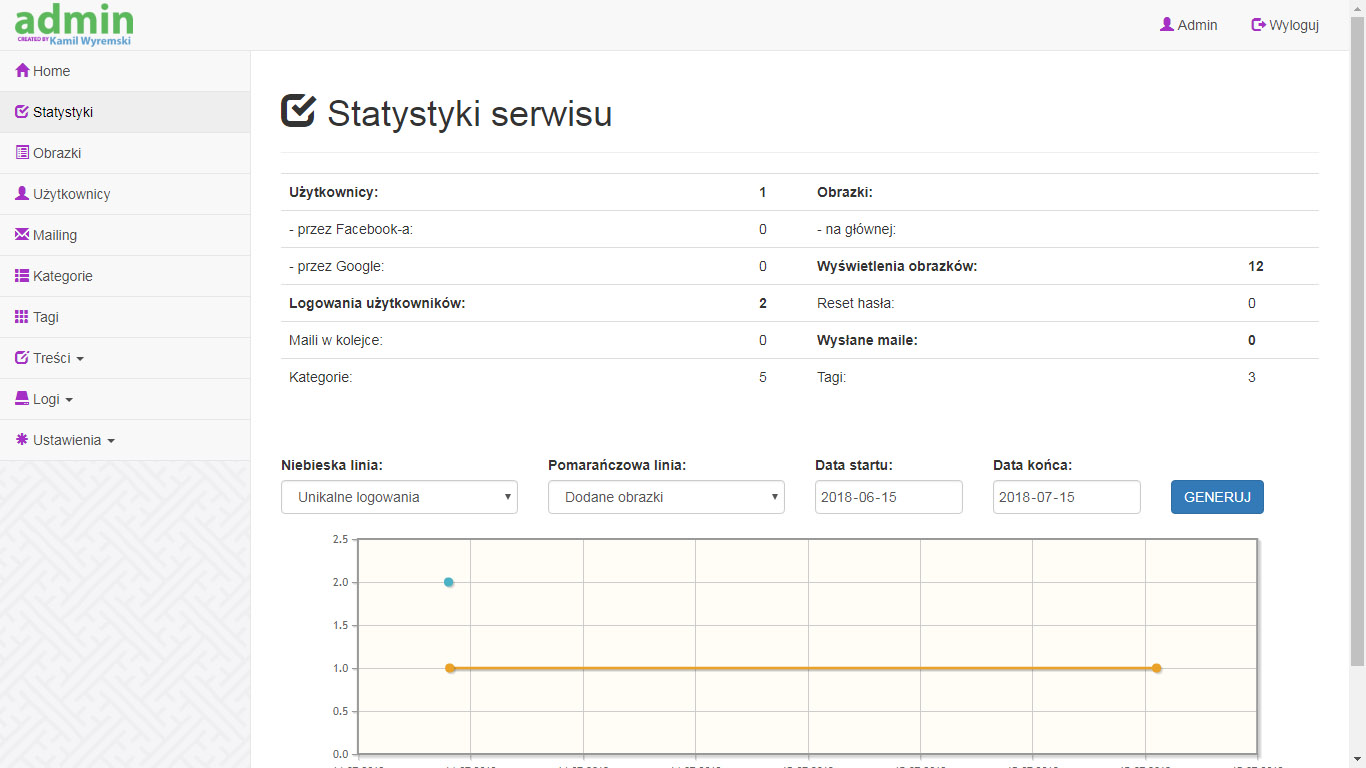 admin
CREATED BY Kamil Wyremski
Admin
Wyloguj
Home
Statystyki
Obrazki
Użytkownicy
Mailing
Kategorie
Tagi
Treści
Logi
Ustawienia
Statystyki serwisu
Użytkownicy: 1 Obrazki:
- przez Facebook-a: 0 - na głównej:
- przez Google: 0 Wyświetlenia obrazków: 12
Logowania użytkowników: 2 Reset hasła: 0
Maili w kolejce: 0 Wysłane maile: 0
Kategorie: 5 Tagi: 3
Niebieska linia: Pomarańczowa linia: Data startu: Data końca:
Unikalne logowania Dodane obrazki 2018-06-15 2018-07-15 GENERUJ
2.5
2.0
1.5
1.0
0.5
0.0